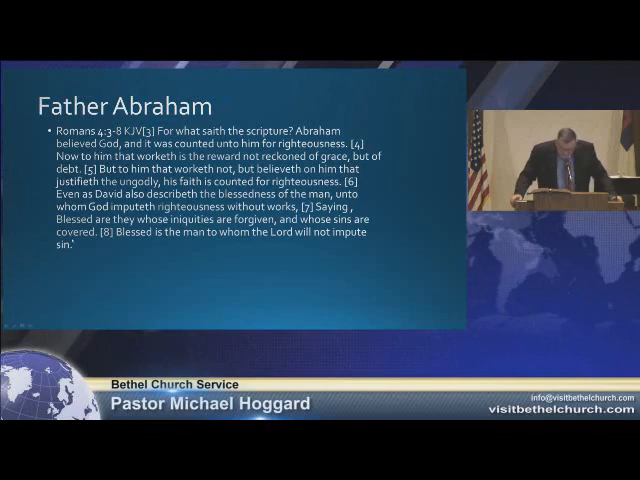 Father Abraham
• Romans 4:3-8 KJV[3] For what saith the scripture? Abraham
believed God, and it was counted unto him for righteousness. [4]
Now to him that worketh is the reward not reckoned of grace, but of
debt. [5] But to him that worketh not, but believeth on him that
justifieth the ungodly, his faith is counted for righteousness. [6]
Even as David also describeth the blessedness of the man, unto
whom God imputeth righteousness without works, [7] Saying ,
Blessed are they whose iniquities are forgiven, and whose sins are
covered. [8] Blessed is the man to whom the Lord will not impute
sin.'
Bethel Church Service
Pastor Michael Hoggard
info@visitbethelchurch.com
visitbethelchurch.com